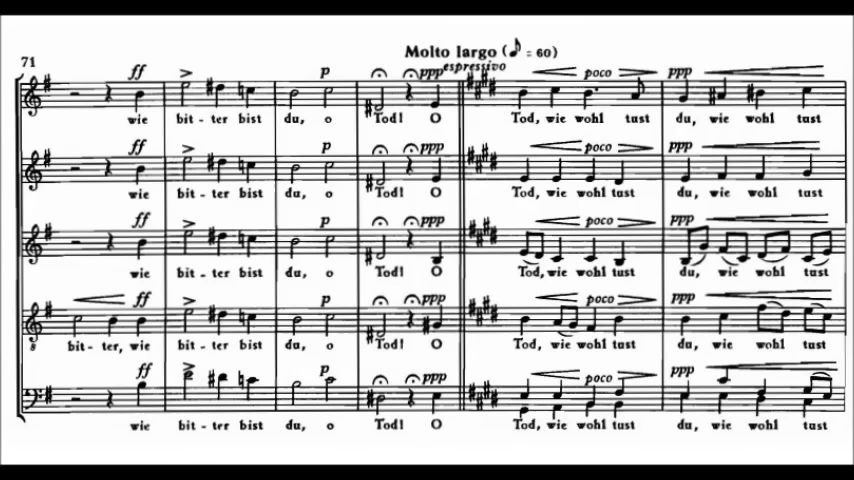 Molto largo (♪ = 60)
71 ff p ppp espressivo poco ppp
wie bit - ter bist du, o Tod! O Tod, wie wohl tust du, wie wohl tust
ff p ppp poco ppp
wie bit - ter bist du, o Tod! O Tod, wie wohl tust du, wie wohl tust
ff p ppp poco ppp
wie bit - ter bist du, o Tod! O Tod, wie wohl tust du, wie wohl tust
ff p ppp poco ppp
8 bit - ter, wie bit - ter bist du, o Tod! O Tod, wie wohl tust du, wie wohl tust
ff p ppp poco ppp
wie bit - ter bist du, o Tod! O Tod, wie wohl tust du, wie wohl tust